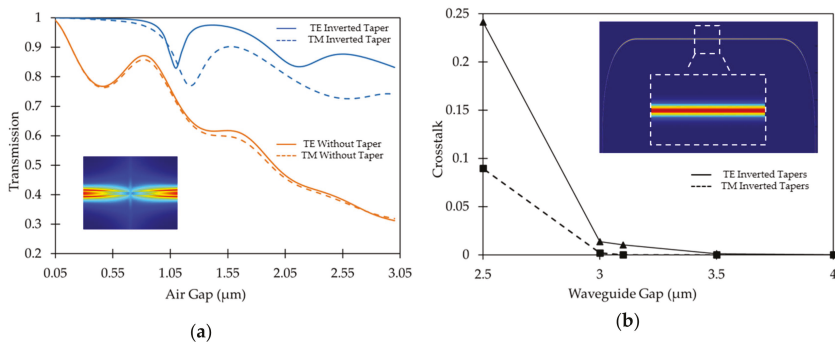 1
0.9
0.8
0.7
0.6
0.5
0.4
0.3
0.2
Transmission
TE Inverted Taper
TM Inverted Taper
TE Without Taper
TM Without Taper
0.05 0.55 1.05 1.55 2.05 2.55 3.05
Air Gap (μm)
(a)
0.25
0.2
0.15
0.1
0.05
0
Crosstalk
TE Inverted Tapers
TM Inverted Tapers
2.5 3 3.5 4
Waveguide Gap (μm)
(b)